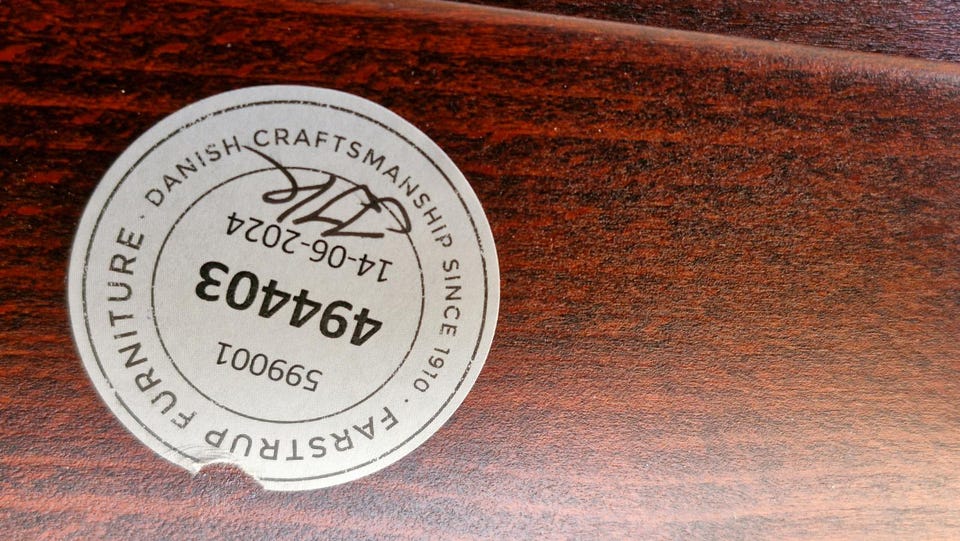 FARSTRUP FURNITURE · DANISH CRAFTSMANSHIP SINCE 1910 ·
599001
494403
14-06-2024